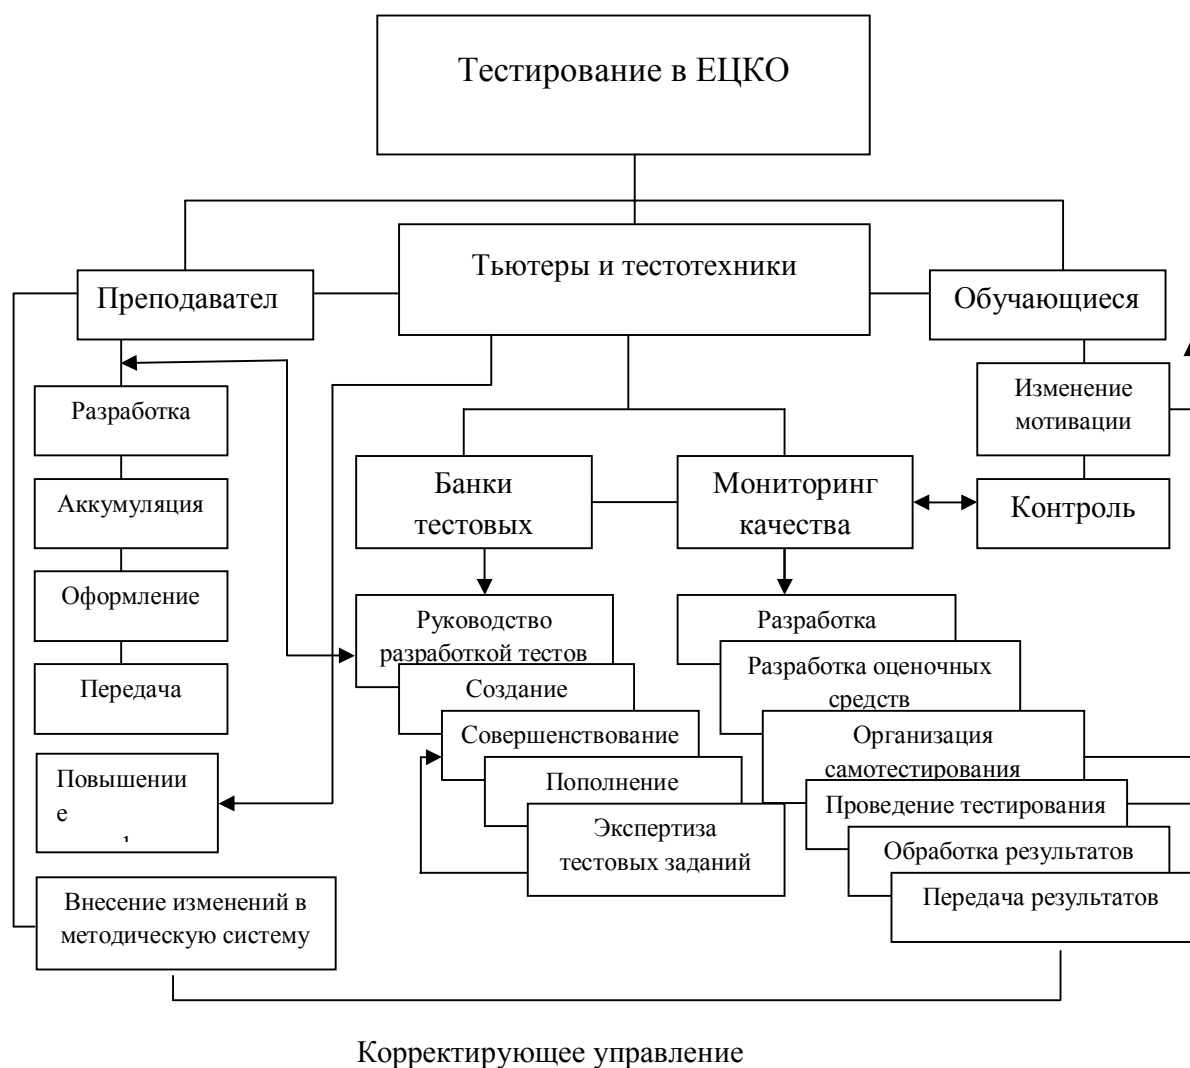 Тестирование в ЕЦКО
Тьютеры и тестотехники
Преподавател
Обучающиеся
Разработка
Аккумуляция
Оформление
Передача
Повышении
е
Внесение изменений в
методическую систему
Банки
тестовых
Руководство
разработкой тестов
Создание
Совершенствование
Пополнение
Экспертиза
тестовых заданий
Мониторинг
качества
Разработка
Разработка оценочных
средств
Организация
самотестирования
Проведение тестирования
Обработка результатов
Передача результатов
Изменение
мотивации
Контроль
Корректирующее управление